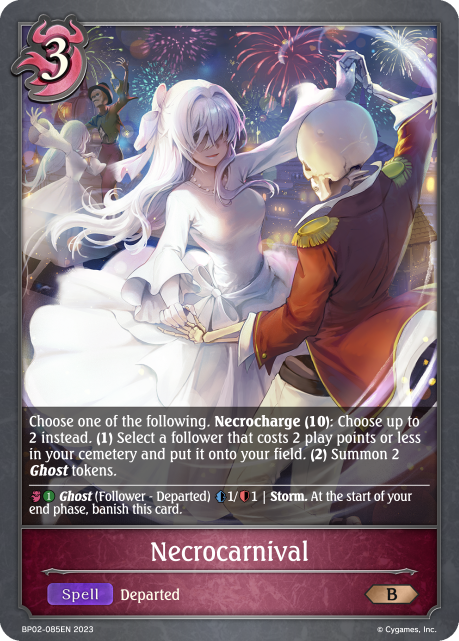 3
Choose one of the following. Necrocharge (10): Choose up to
2 instead. (1) Select a follower that costs 2 play points or less
in your cemetery and put it onto your field. (2) Summon 2
Ghost tokens.
1 Ghost (Follower - Departed) 1/1 | Storm. At the start of your
end phase, banish this card.
Necrocarnival
Spell Departed B
BP02-085EN 2023 © Cygames, Inc.